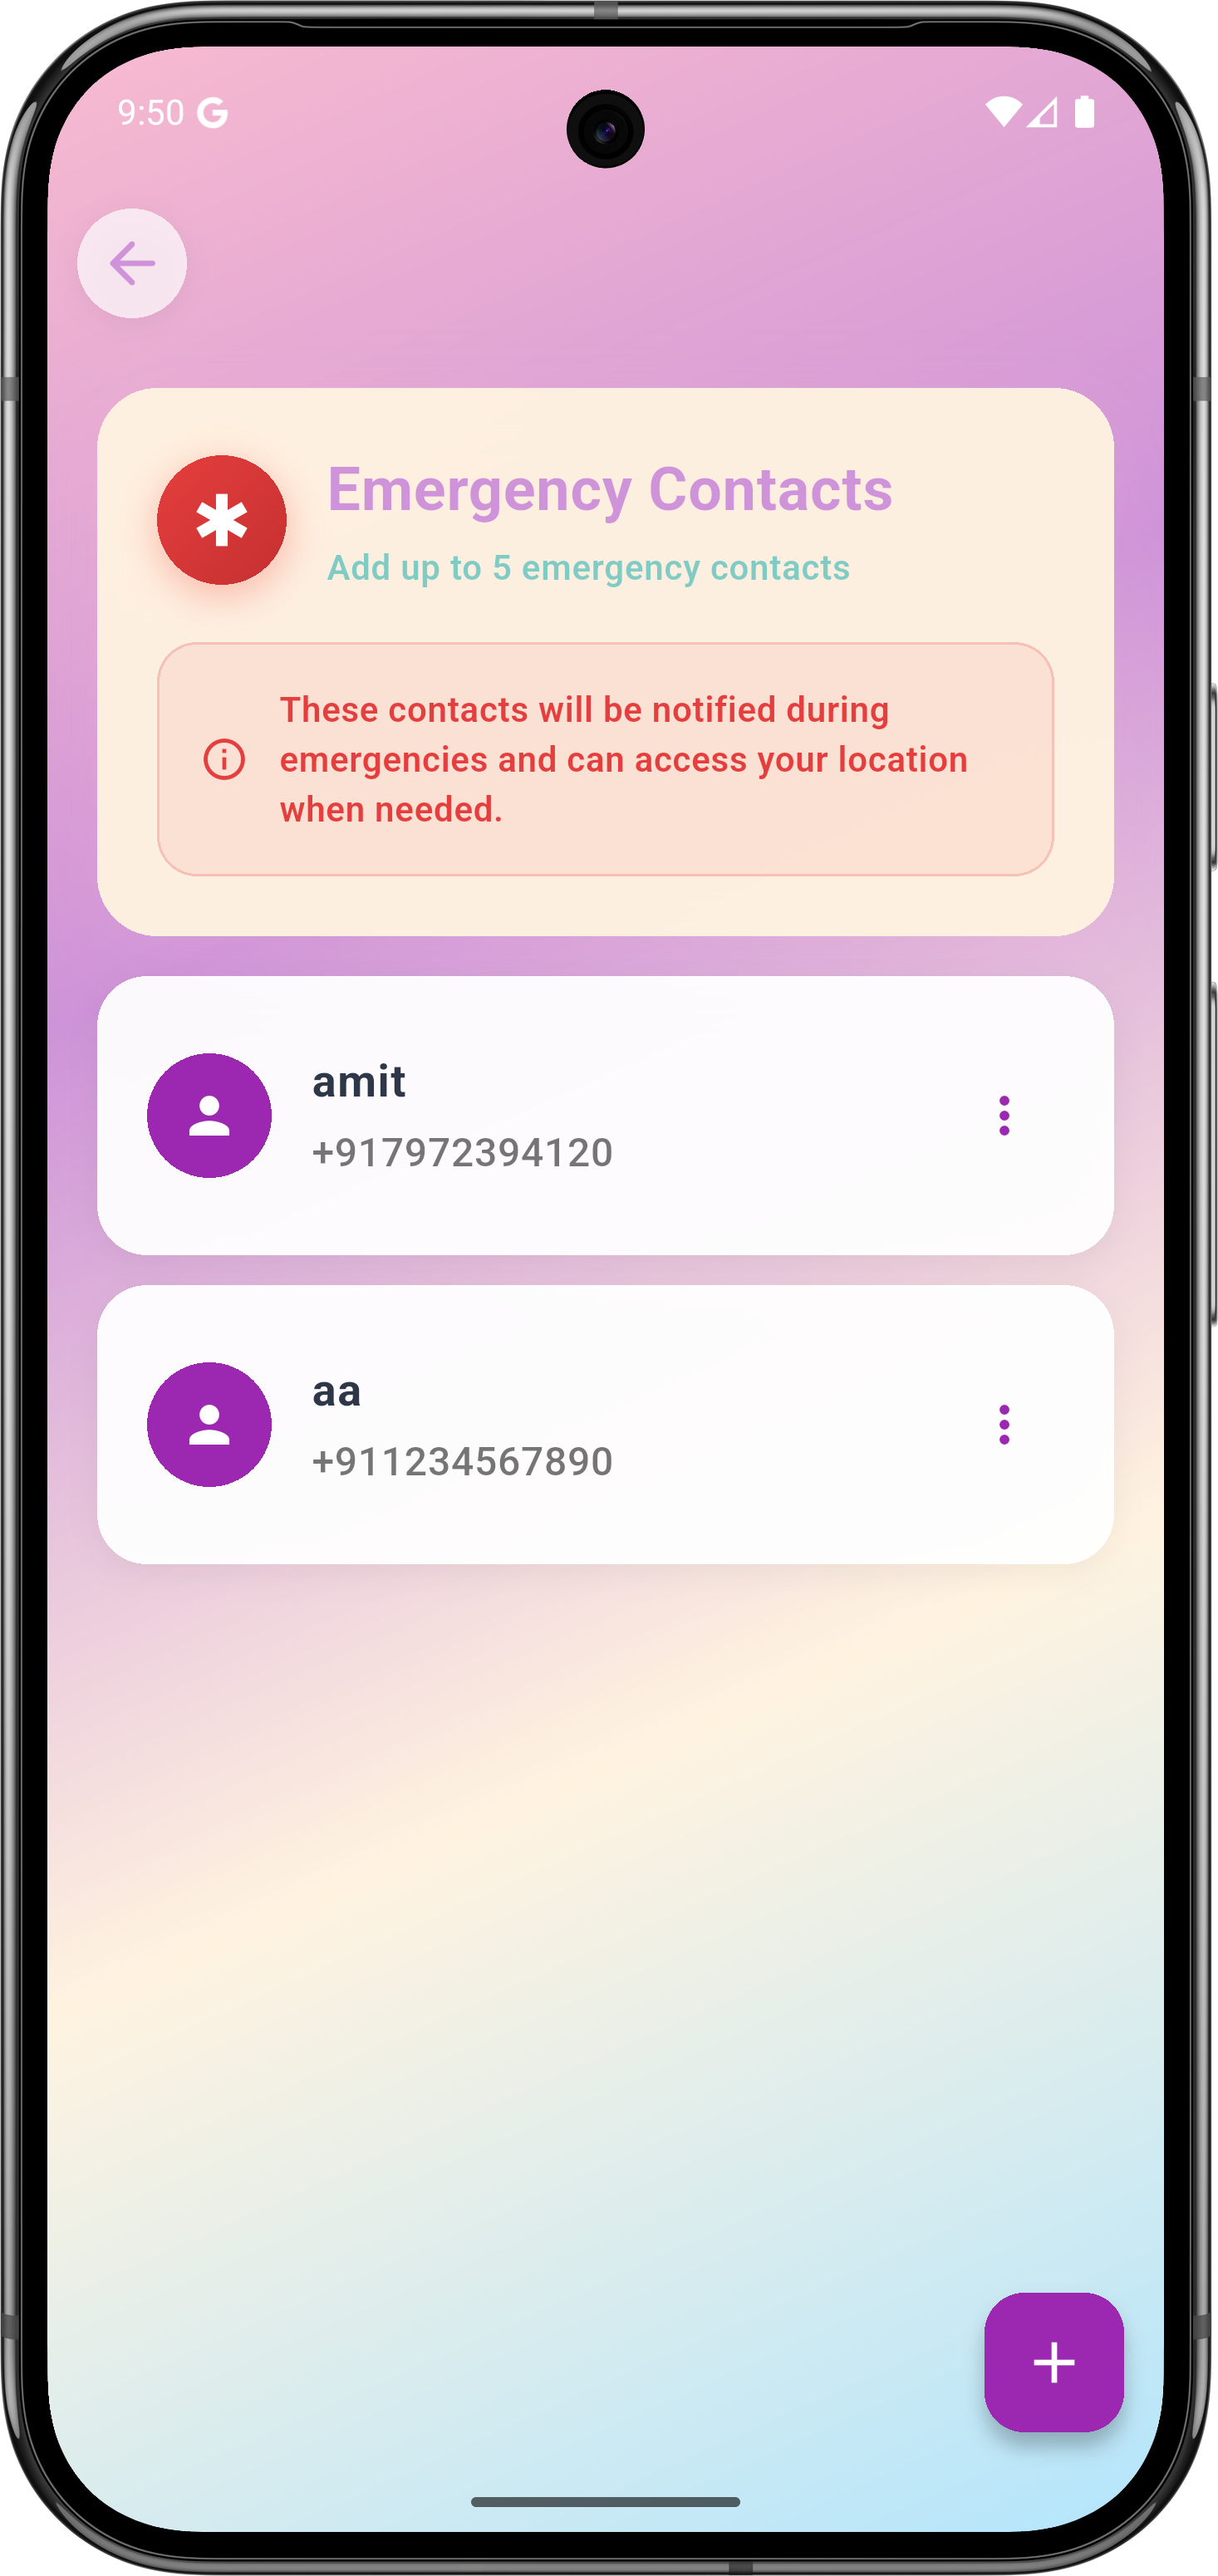 9:50
Emergency Contacts
Add up to 5 emergency contacts
These contacts will be notified during
emergencies and can access your location
when needed.
amit
+917972394120
aa
+911234567890